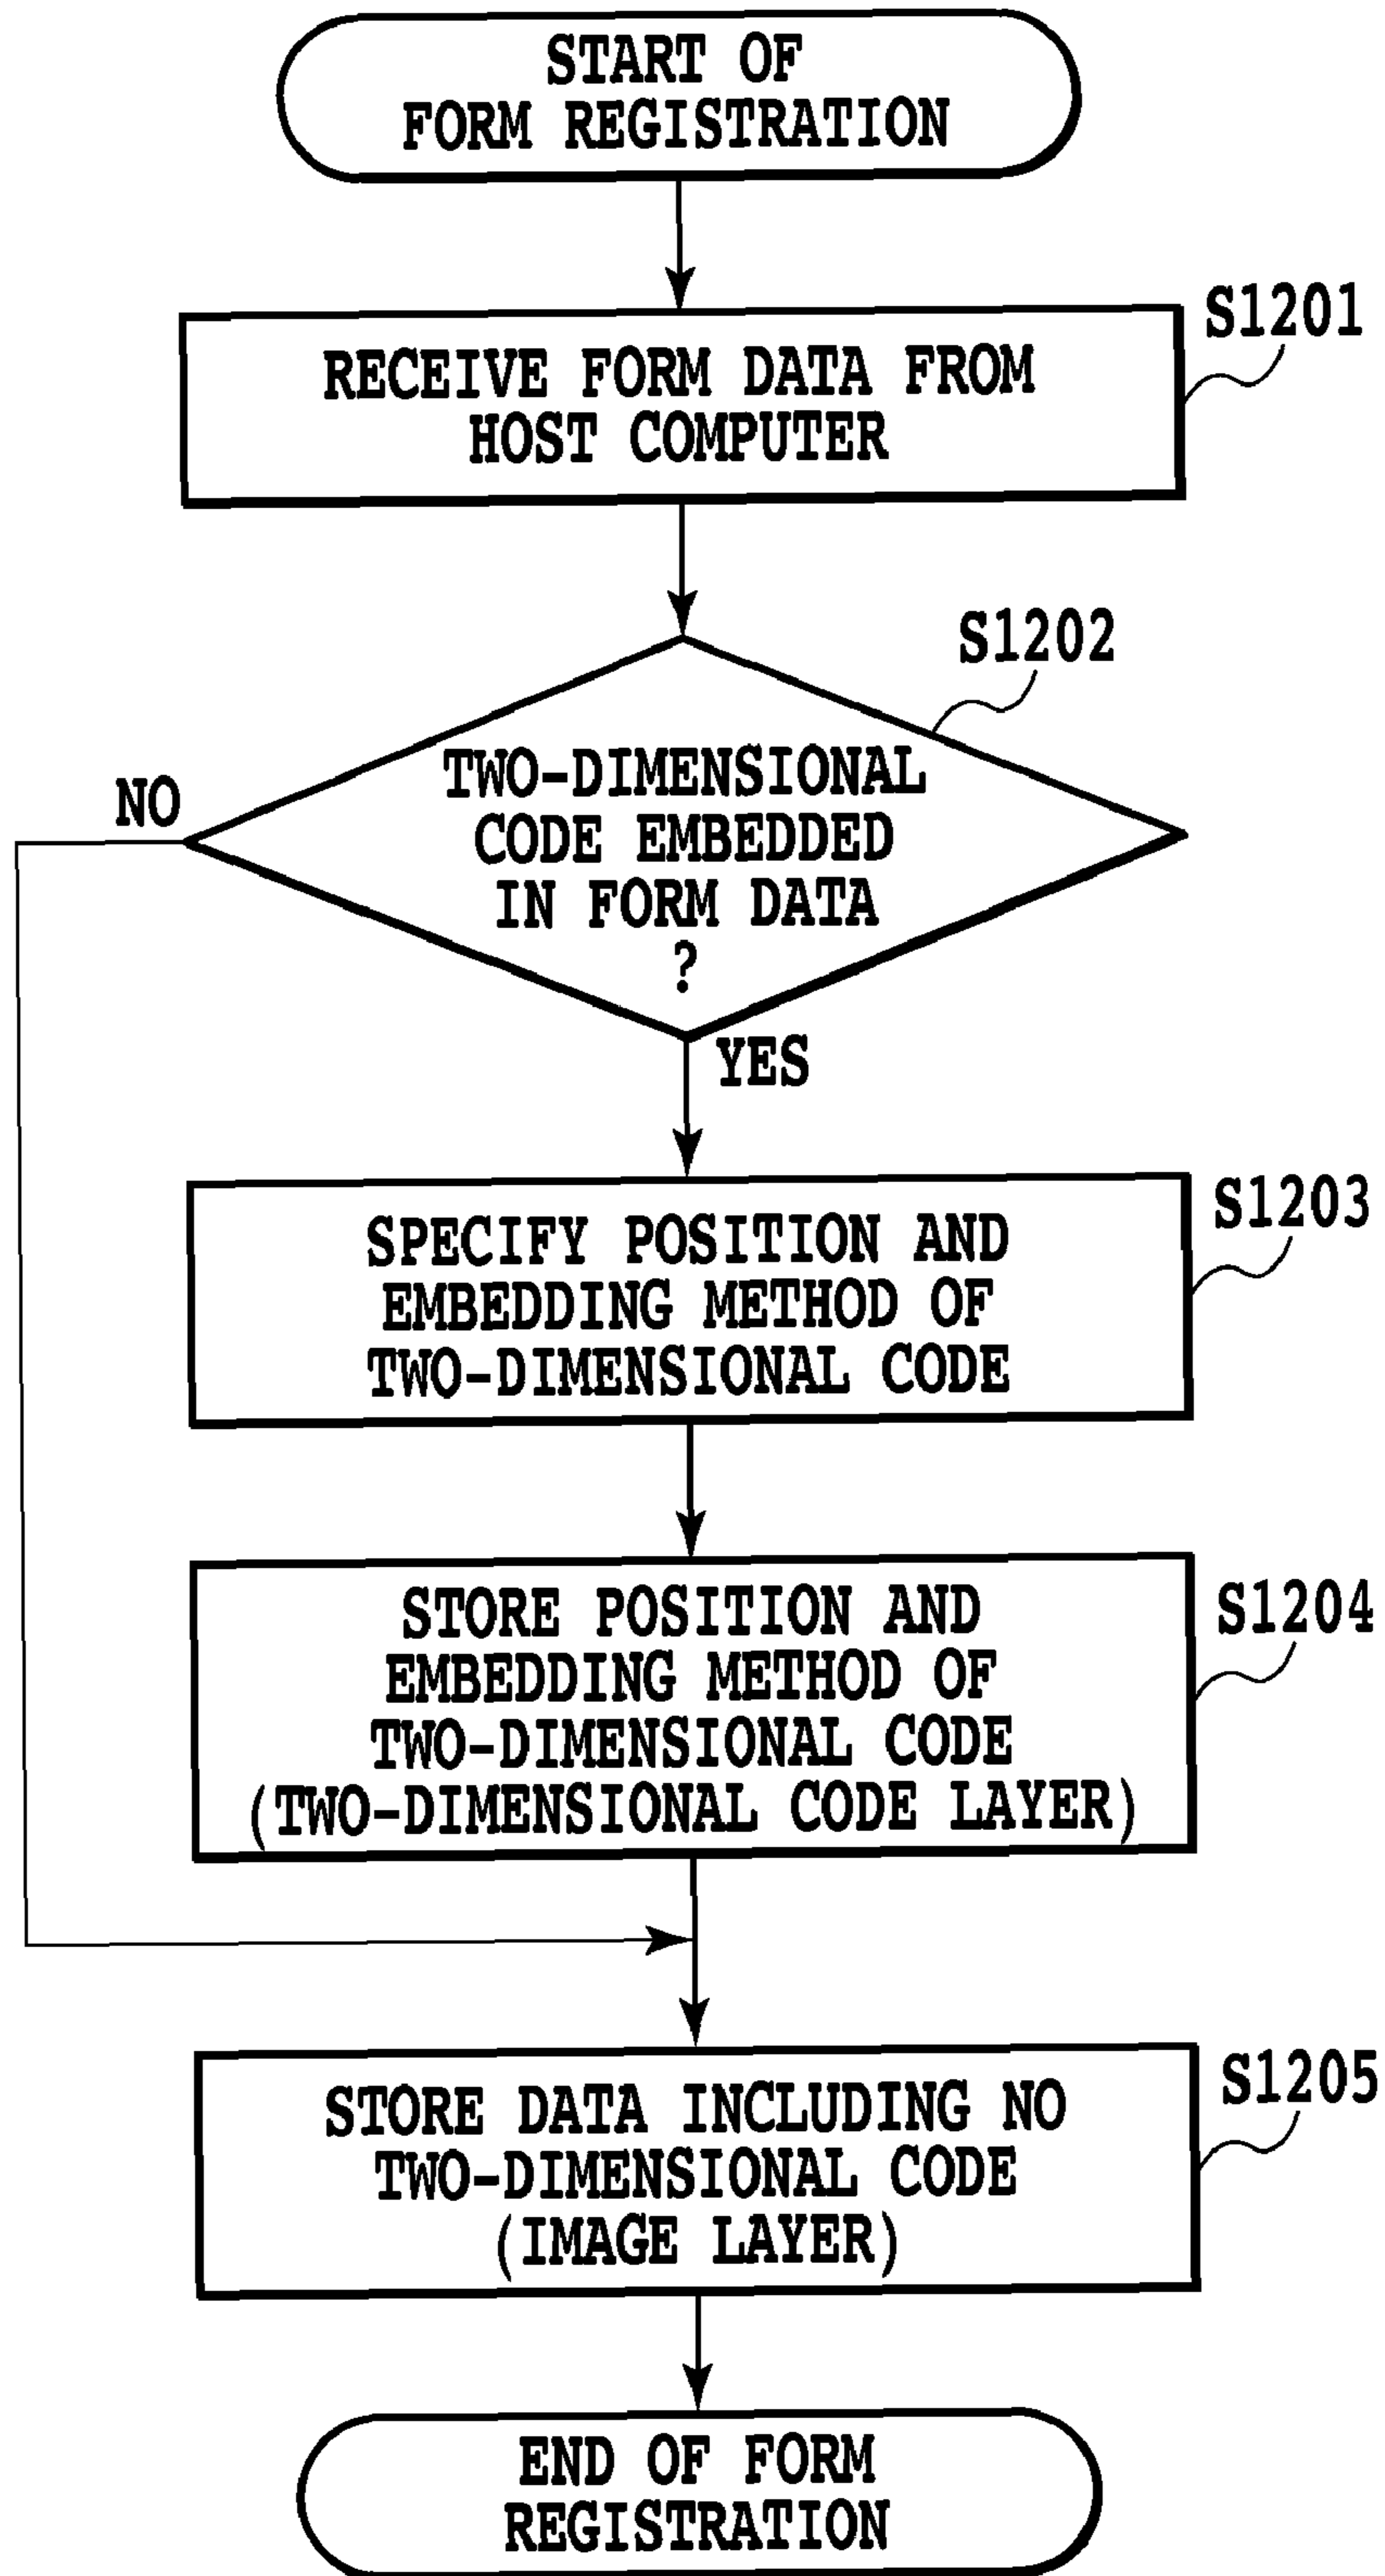 START OF
FORM REGISTRATION
S1201
RECEIVE FORM DATA FROM
HOST COMPUTER
S1202
NO
TWO-DIMENSIONAL
CODE EMBEDDED
IN FORM DATA
?
YES
S1203
SPECIFY POSITION AND
EMBEDDING METHOD OF
TWO-DIMENSIONAL CODE
S1204
STORE POSITION AND
EMBEDDING METHOD OF
TWO-DIMENSIONAL CODE
(TWO-DIMENSIONAL CODE LAYER)
S1205
STORE DATA INCLUDING NO
TWO-DIMENSIONAL CODE
(IMAGE LAYER)
END OF FORM
REGISTRATION